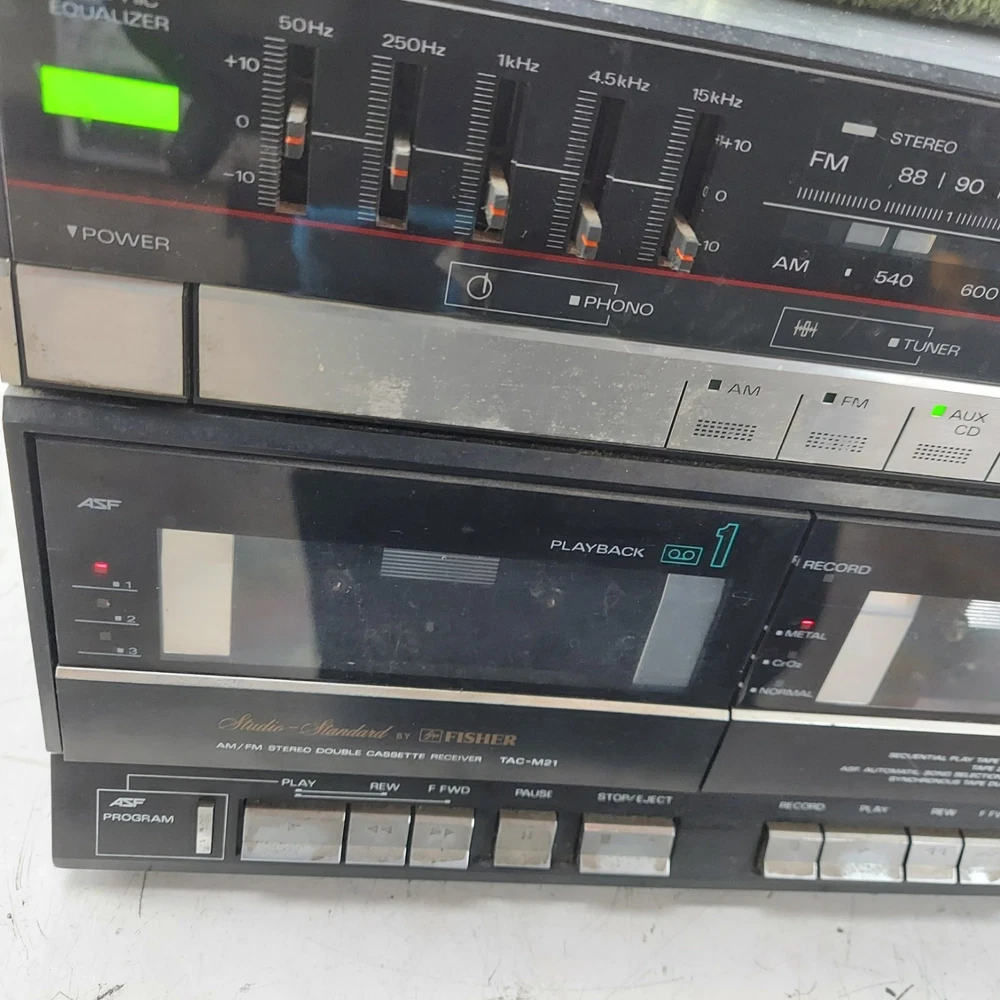 EQUALIZER
50Hz 250Hz 1kHz 4.5kHz 15kHz
+10 +10
0 0
-10 -10
STEREO
FM 88 90
0 1
AM 540 600
▼POWER
PHONO
TUNER
AM FM AUX
CD
ASF
1
2
3
PLAYBACK 1
RECORD
METAL
CrO2
NORMAL
Studio-Standard BY FISHER
AM/FM STEREO DOUBLE CASSETTE RECEIVER TAC-M21
ASF
PROGRAM
PLAY REW F FWD PAUSE STOP/EJECT
RECORD PLAY REW